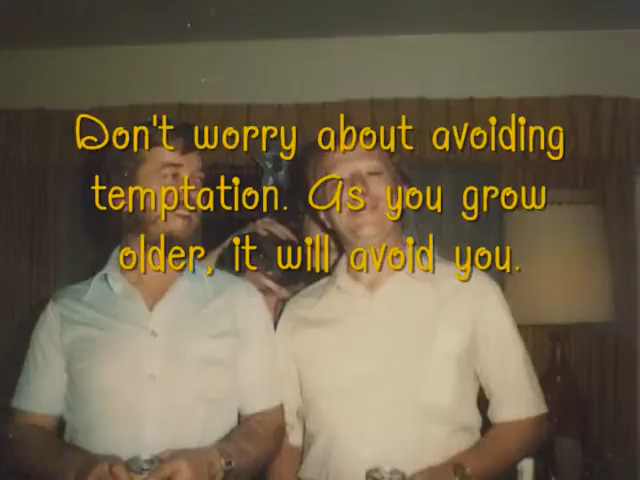 Don't worry about avoiding
temptation. As you grow
older, it will avoid you.